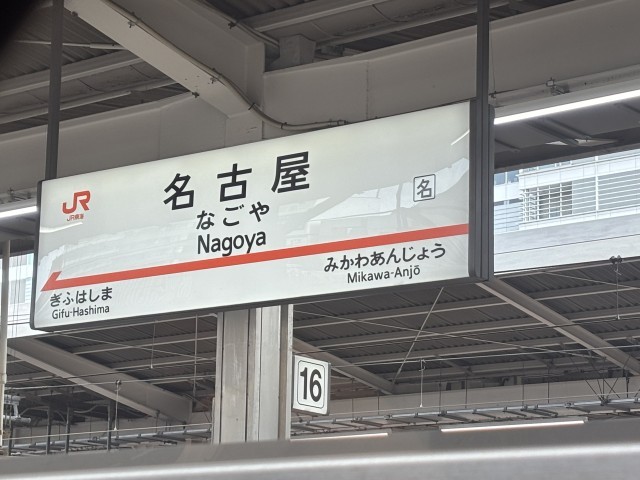 JR
JR東海
名古屋
なごや
Nagoya
名
ぎふはしま
Gifu-Hashima
みかわあんじょう
Mikawa-Anjō
16